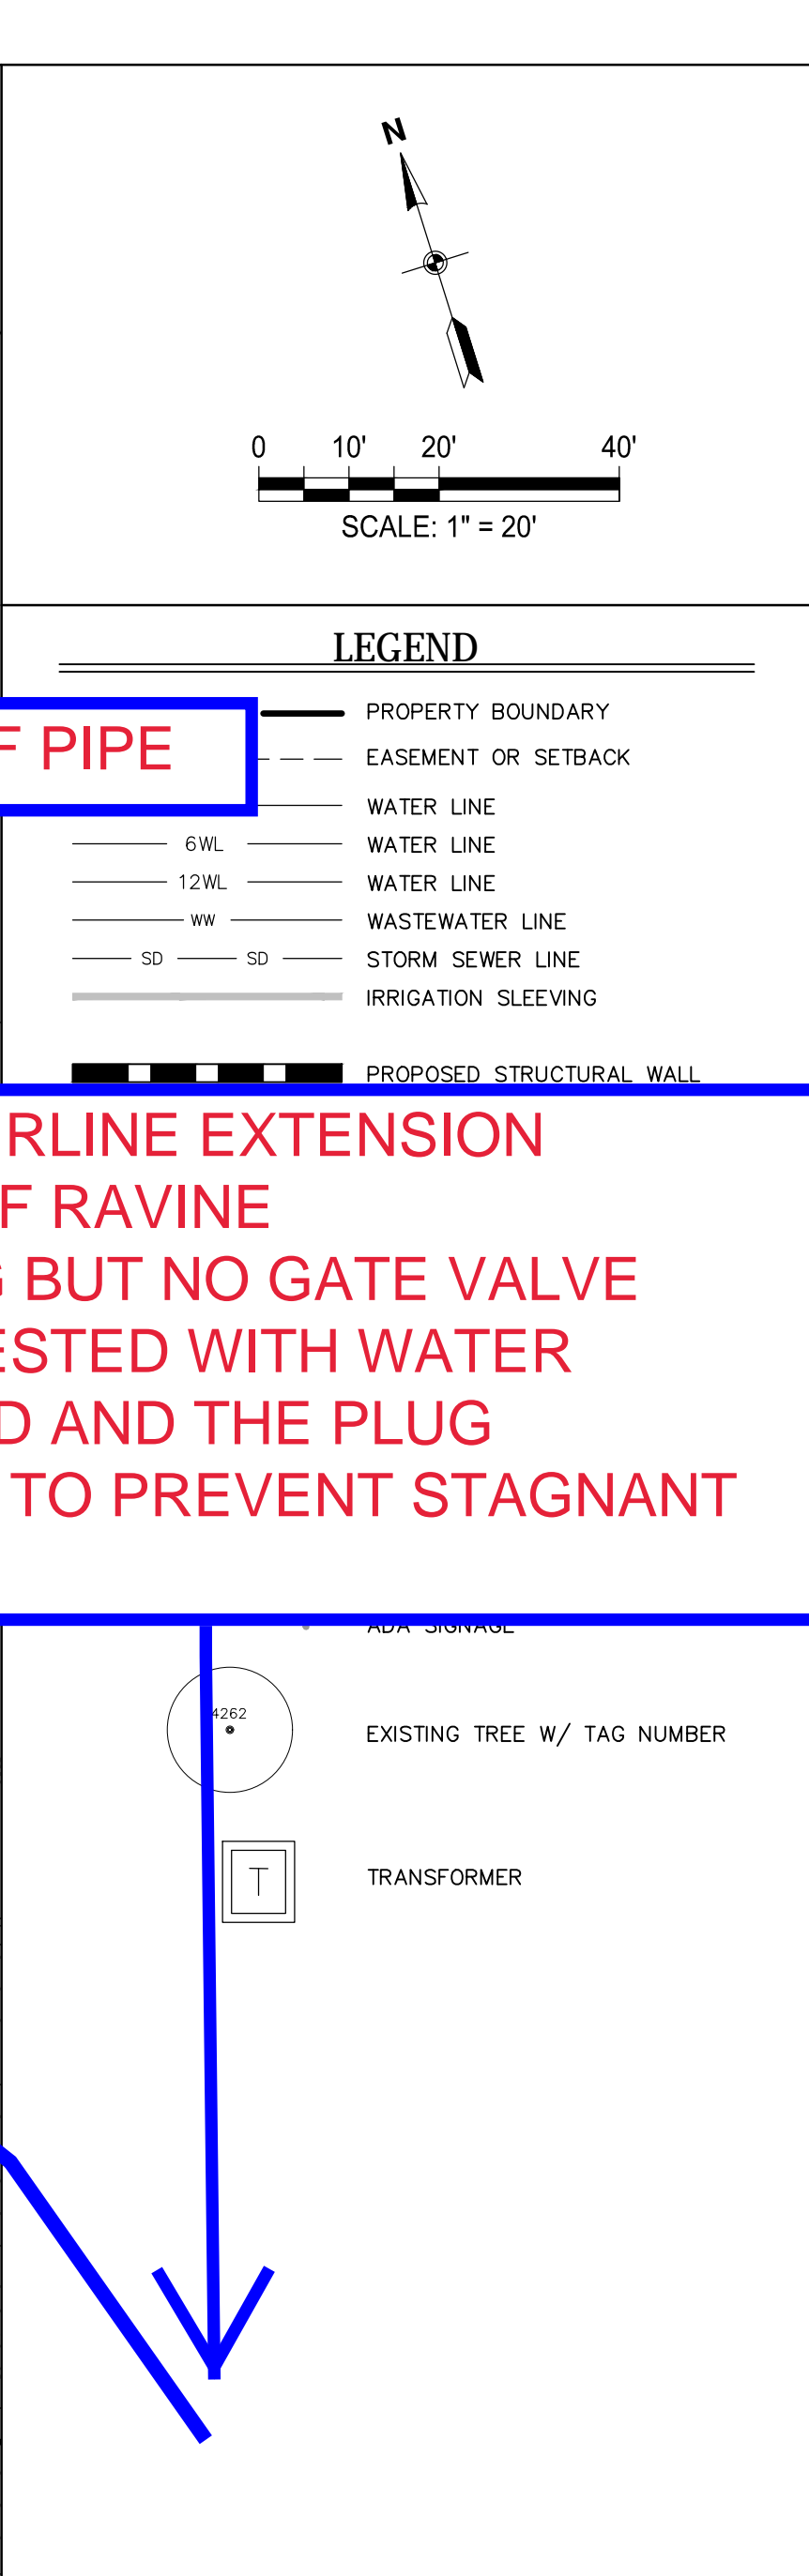 N
0 10' 20' 40'
SCALE: 1" = 20'
LEGEND
PROPERTY BOUNDARY
F PIPE
EASEMENT OR SETBACK
WATER LINE
6WL WATER LINE
12WL WATER LINE
WW WASTEWATER LINE
SD SD STORM SEWER LINE
IRRIGATION SLEEVING
PROPOSED STRUCTURAL WALL
RLINE EXTENSION
F RAVINE
G BUT NO GATE VALVE
ESTED WITH WATER
D AND THE PLUG
TO PREVENT STAGNANT
ADA SIGNAGE
4262
EXISTING TREE W/ TAG NUMBER
T TRANSFORMER